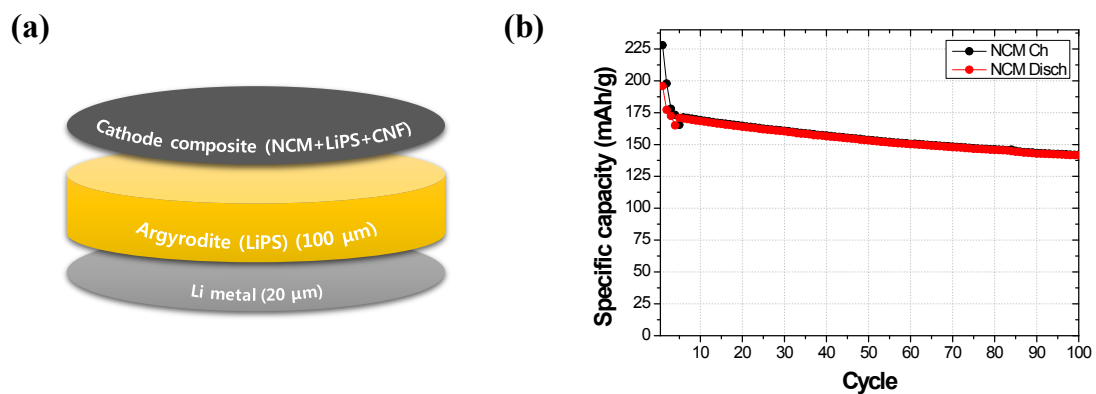 (a)
Cathode composite (NCM+LiPS+CNF)
Argyrodite (LiPS) (100 μm)
Li metal (20 μm)
(b)
NCM Ch
NCM Disch
Specific capacity (mAh/g)
225
200
175
150
125
100
75
50
25
0
10 20 30 40 50 60 70 80 90 100
Cycle